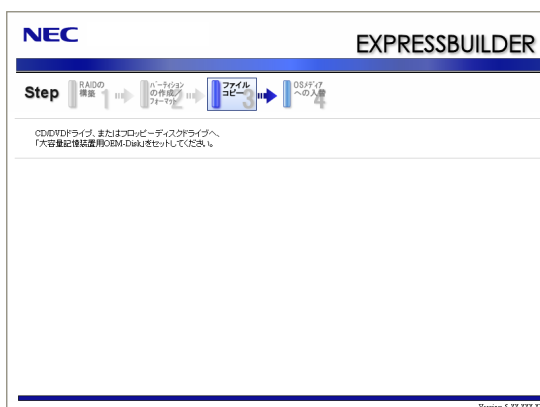 NEC
EXPRESSBUILDER
Step
RAIDの
構築
1
パーティション
の作成/
フォーマット
2
ファイル
コピー
3
OSメディア
への入替
4
CD/DVDドライブ、またはフロッピーディスクドライブへ、
「大容量記憶装置用OEM-Disk」をセットしてください。
Version 5